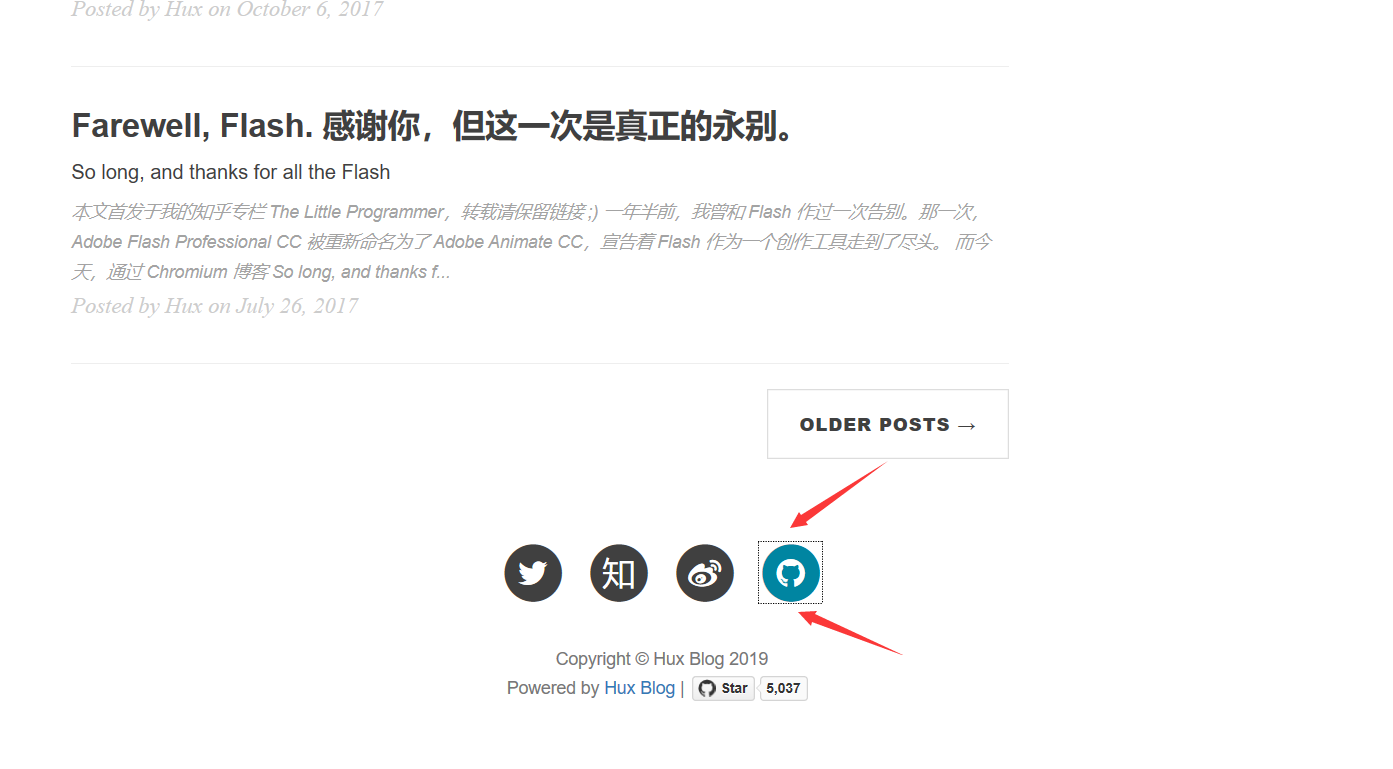 Posted by Hux on October 6, 2017
Farewell, Flash. 感谢你，但这一次是真正的永别。
So long, and thanks for all the Flash
本文首发于我的知乎专栏 The Little Programmer，转载请保留链接 ;) 一年半前，我曾和 Flash 作过一次告别。那一次，
Adobe Flash Professional CC 被重新命名为了 Adobe Animate CC，宣告着 Flash 作为一个创作工具走到了尽头。 而今
天，通过 Chromium 博客 So long, and thanks f...
Posted by Hux on July 26, 2017
OLDER POSTS →
知
Copyright © Hux Blog 2019
Powered by Hux Blog | Star 5,037